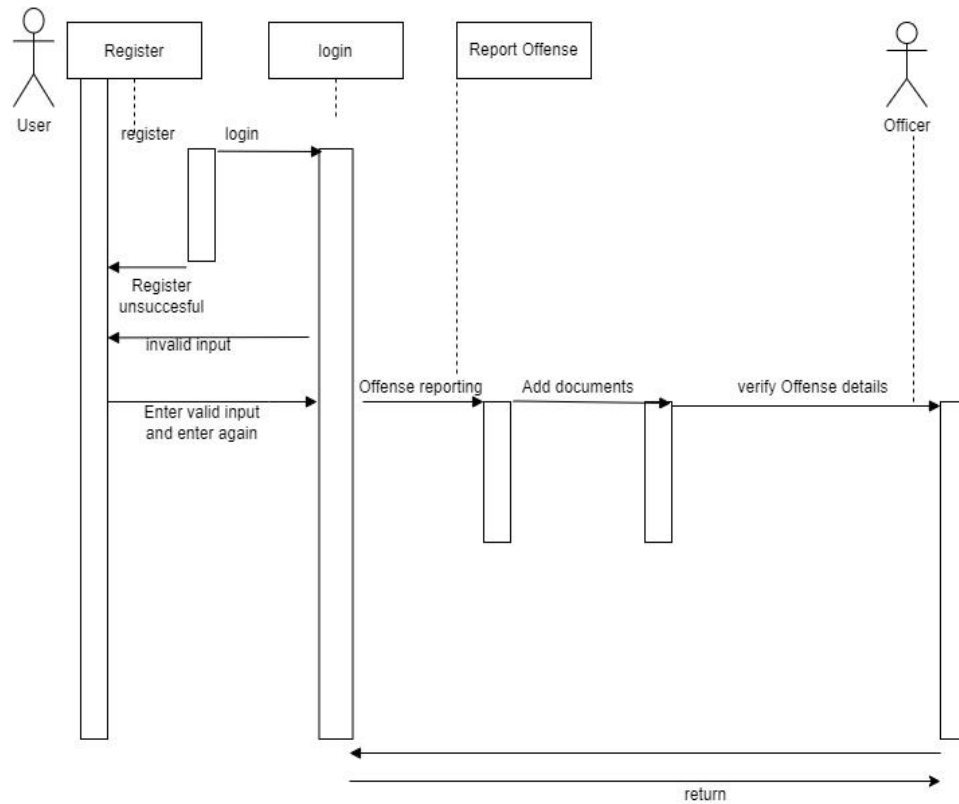 Register
login
Report Offense
User
Officer
register
login
Register
unsuccesful
invalid input
Offense reporting
Add documents
verify Offense details
Enter valid input
and enter again
return